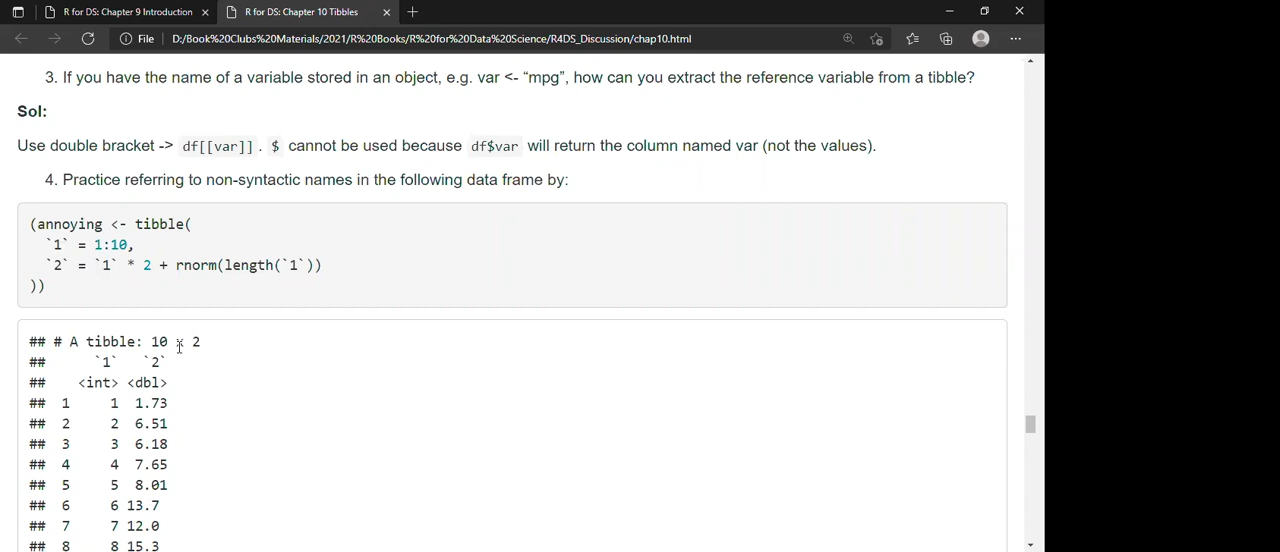 R for DS: Chapter 9 Introduction
R for DS: Chapter 10 Tibbles
File D:/Book%20Clubs%20Materials/2021/R%20Books/R%20for%20Data%20Science/R4DS_Discussion/chap10.html
3. If you have the name of a variable stored in an object, e.g. var <- “mpg”, how can you extract the reference variable from a tibble?
Sol:
Use double bracket -> df[[var]] . $ cannot be used because df$var will return the column named var (not the values).
4. Practice referring to non-syntactic names in the following data frame by:
(annoying <- tibble(
`1` = 1:10,
`2` = `1` * 2 + rnorm(length(`1`))
))
## # A tibble: 10 x 2
## `1` `2`
## <int> <dbl>
## 1 1 1.73
## 2 2 6.51
## 3 3 6.18
## 4 4 7.65
## 5 5 8.01
## 6 6 13.7
## 7 7 12.0
## 8 8 15.3